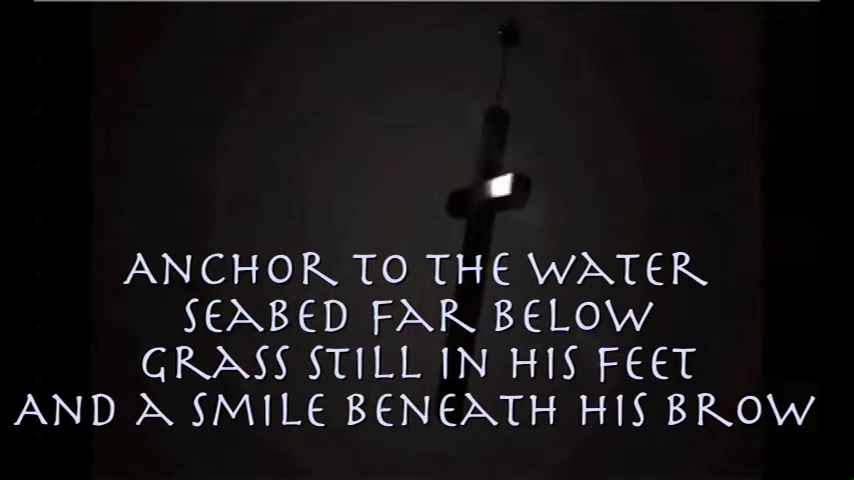 ANCHOR TO THE WATER
SEABED FAR BELOW
GRASS STILL IN HIS FEET
AND A SMILE BENEATH HIS BROW